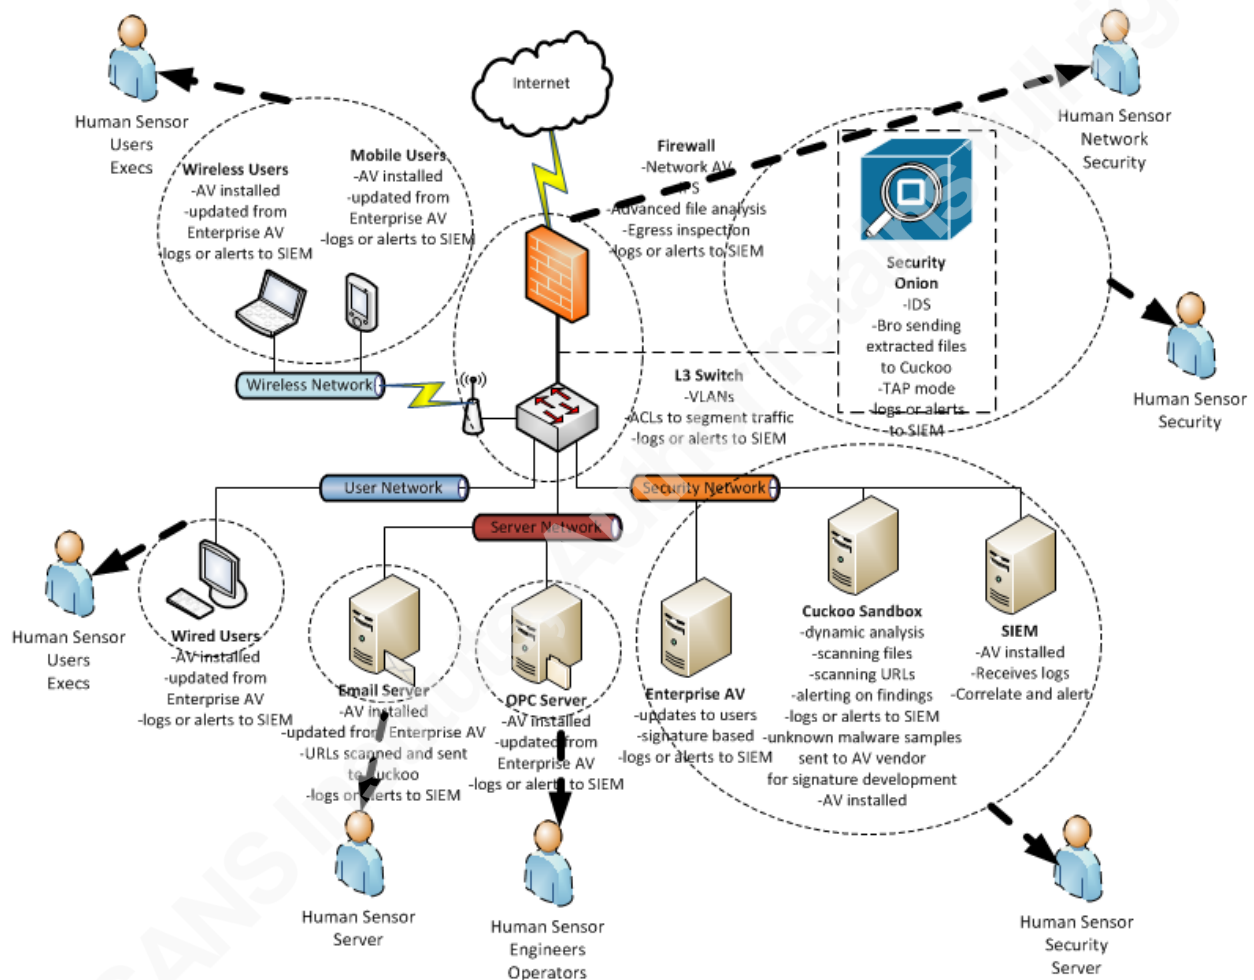 Internet
Human Sensor
Users
Execs
Human Sensor
Network
Security
Wireless Users
-AV installed
-updated from
Enterprise AV
-logs or alerts to SIEM
Mobile Users
-AV installed
-updated from
Enterprise AV
-logs or alerts to SIEM
Firewall
-Network AV
-Advanced file analysis
-Egress inspection
-logs or alerts to SIEM
Security
Onion
-IDS
-Bro sending
extracted files
to Cuckoo
-TAP mode
-logs or alerts
to SIEM
Human Sensor
Security
Wireless Network
L3 Switch
-VLANs
-ACLs to segment traffic
-logs or alerts to SIEM
User Network
Server Network
Security Network
Human Sensor
Users
Execs
Wired Users
-AV installed
-updated from
Enterprise AV
-logs or alerts to SIEM
Email Server
-AV installed
-updated from Enterprise AV
-URLs scanned and sent
to Cuckoo
-logs or alerts to SIEM
OPC Server
-AV installed
-updated from
Enterprise AV
-logs or alerts to SIEM
Enterprise AV
-updates to users
-signature based
-logs or alerts to SIEM
Cuckoo Sandbox
-dynamic analysis
-scanning files
-scanning URLs
-alerting on findings
-logs or alerts to SIEM
-unknown malware samples
sent to AV vendor
for signature development
-AV installed
SIEM
-AV installed
-Receives logs
-Correlate and alert
Human Sensor
Server
Human Sensor
Engineers
Operators
Human Sensor
Security
Server